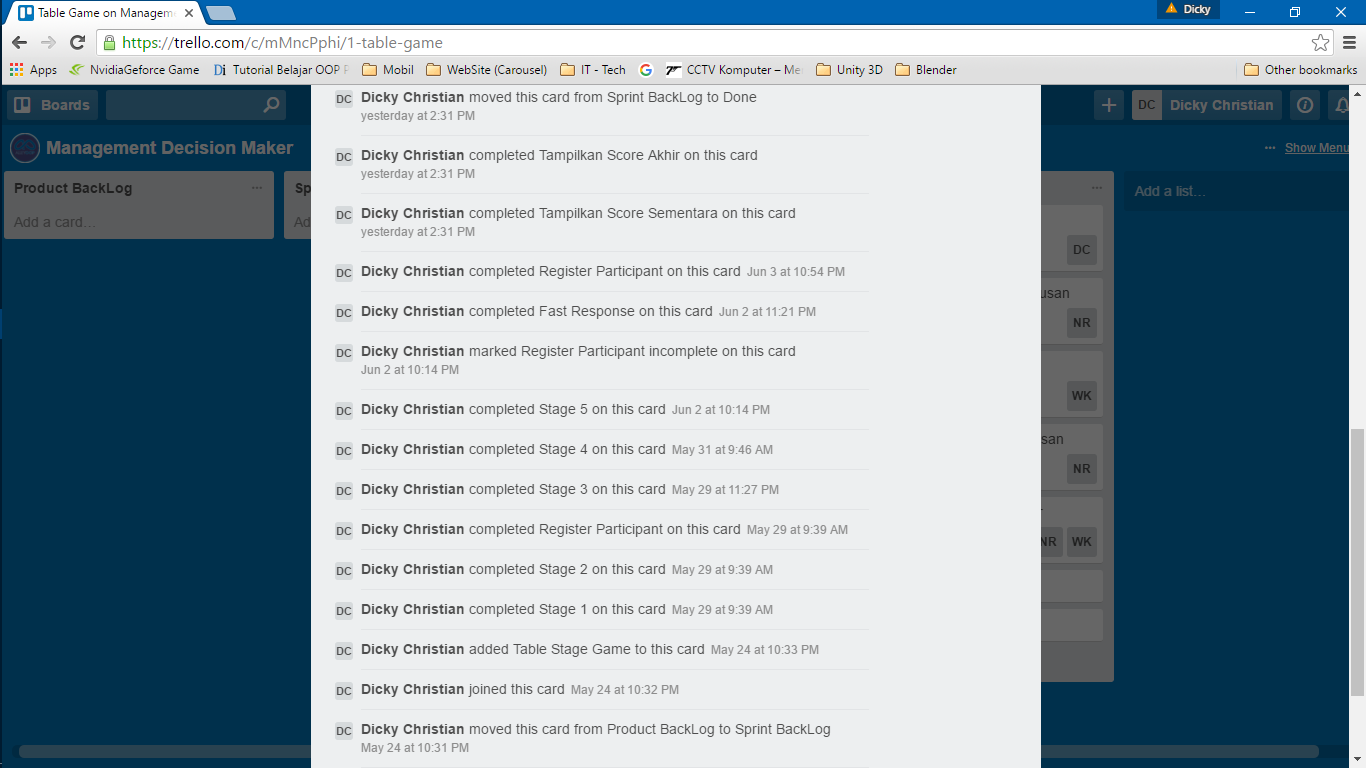 Table Game on Managem
Dicky
https://trello.com/c/mMncPphi/1-table-game
Apps NvidiaGeforce Game Tutorial Belajar OOP P Mobil WebSite (Carousel) IT - Tech CCTV Komputer – Me Unity 3D Blender Other bookmarks
Boards DC Dicky Christian
Management Decision Maker ... Show Menu
Product BackLog ... Sp ... Add a list...
Add a card... Ad
DC Dicky Christian moved this card from Sprint BackLog to Done
yesterday at 2:31 PM
DC Dicky Christian completed Tampilkan Score Akhir on this card
yesterday at 2:31 PM
DC Dicky Christian completed Tampilkan Score Sementara on this card
yesterday at 2:31 PM
DC
DC Dicky Christian completed Register Participant on this card Jun 3 at 10:54 PM
usan
DC Dicky Christian completed Fast Response on this card Jun 2 at 11:21 PM
NR
DC Dicky Christian marked Register Participant incomplete on this card
Jun 2 at 10:14 PM
WK
DC Dicky Christian completed Stage 5 on this card Jun 2 at 10:14 PM
san
DC Dicky Christian completed Stage 4 on this card May 31 at 9:46 AM
NR
DC Dicky Christian completed Stage 3 on this card May 29 at 11:27 PM
DC Dicky Christian completed Register Participant on this card May 29 at 9:39 AM
NR WK
DC Dicky Christian completed Stage 2 on this card May 29 at 9:39 AM
DC Dicky Christian completed Stage 1 on this card May 29 at 9:39 AM
DC Dicky Christian added Table Stage Game to this card May 24 at 10:33 PM
DC Dicky Christian joined this card May 24 at 10:32 PM
DC Dicky Christian moved this card from Product BackLog to Sprint BackLog
May 24 at 10:31 PM